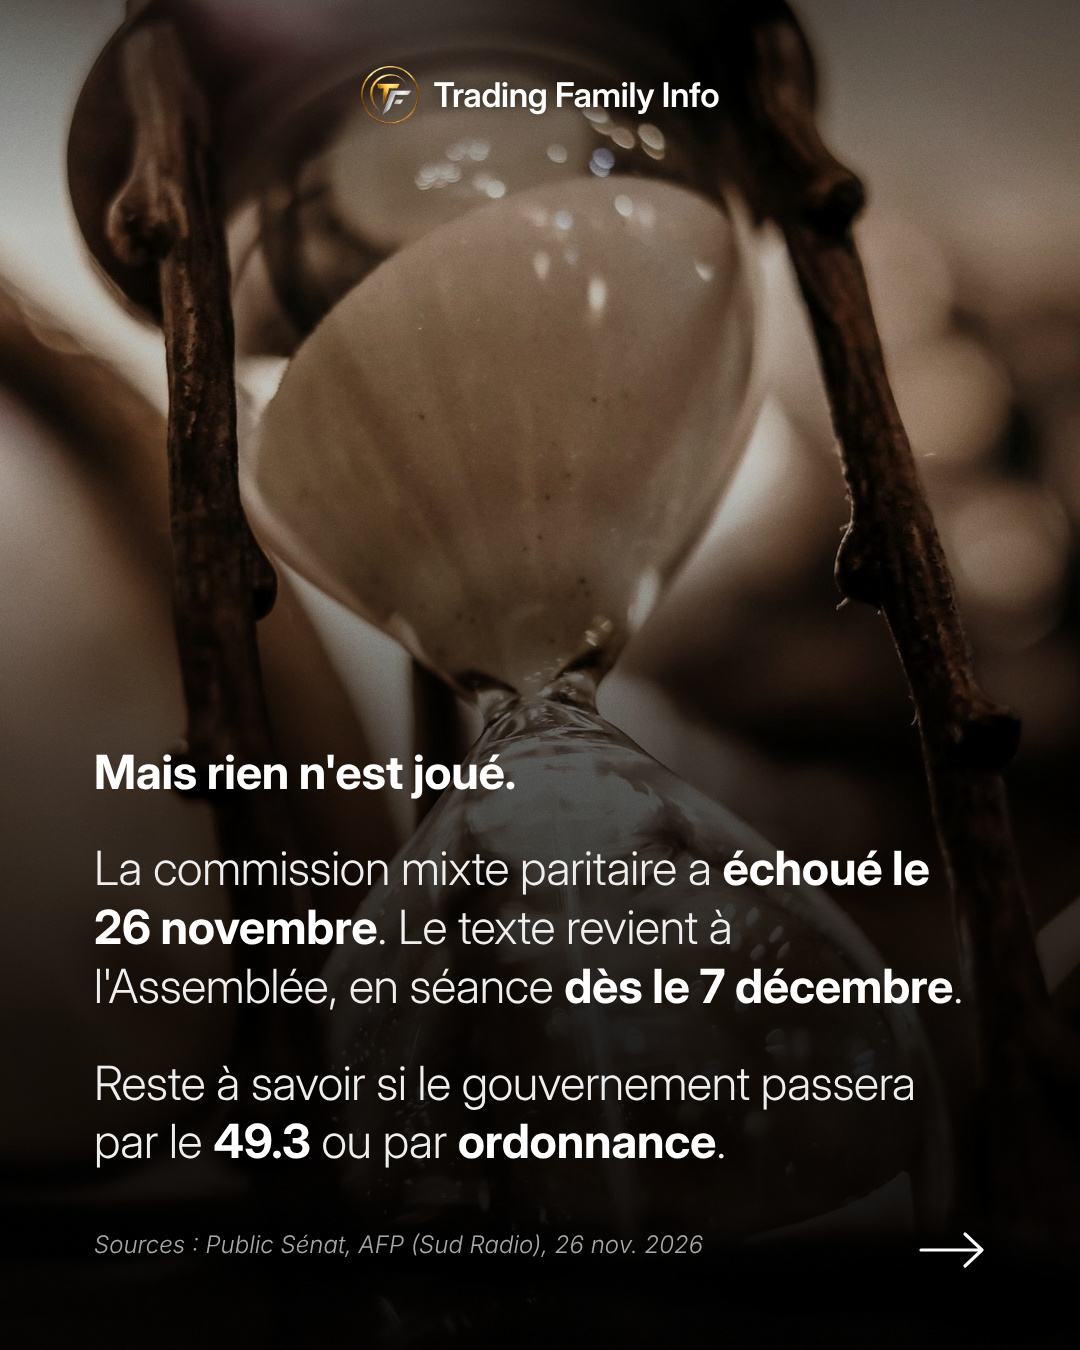 TF Trading Family Info
Mais rien n'est joué.
La commission mixte paritaire a échoué le
26 novembre. Le texte revient à
l'Assemblée, en séance dès le 7 décembre.
Reste à savoir si le gouvernement passera
par le 49.3 ou par ordonnance.
Sources : Public Sénat, AFP (Sud Radio), 26 nov. 2026